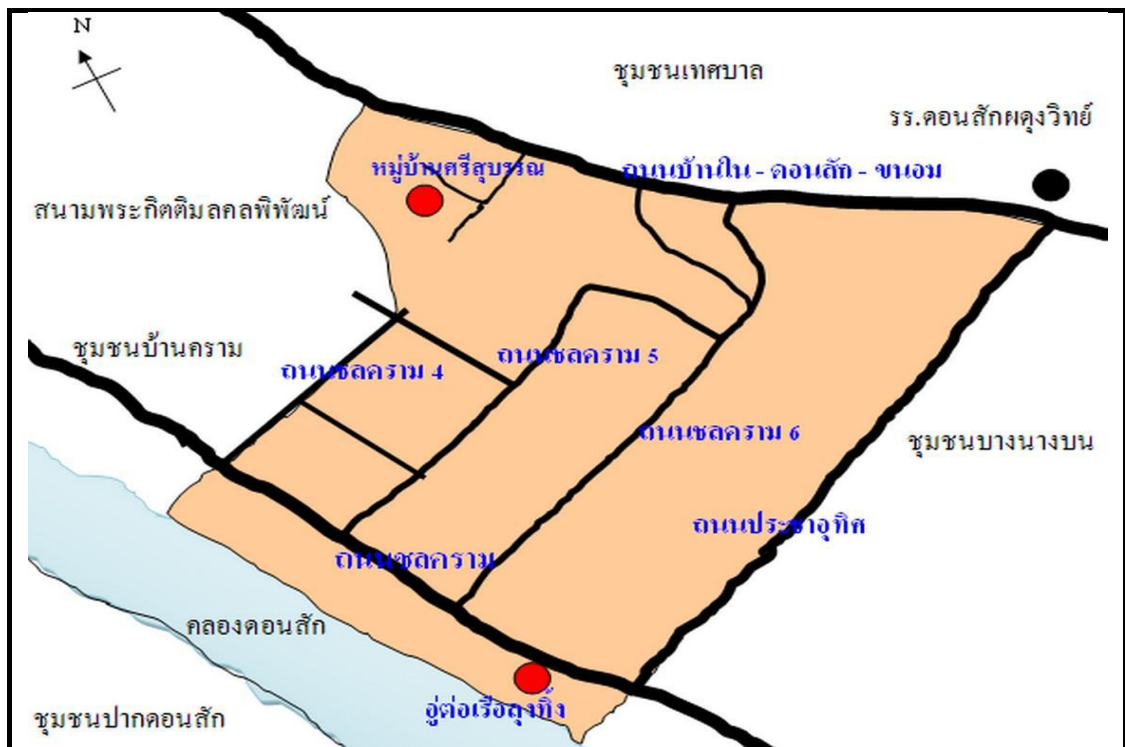 N
ชุมชนเทศบาล
รร.ดอนสักผดุงวิทย์
หมู่บ้านศรีสุบรรณ
ถนนบ้านใน - ดอนสัก - ขนอม
สนามพระกิตติมลคลพิพัฒน์
ชุมชนบ้านคราม
ถนนชลคราม 5
ถนนชลคราม 4
ถนนชลคราม 6
ชุมชนบางนางบน
ถนนประชาอุทิศ
ถนนชลคราม
คลองดอนสัก
อู่ต่อเรือลุงทิ้ง
ชุมชนปากดอนสัก